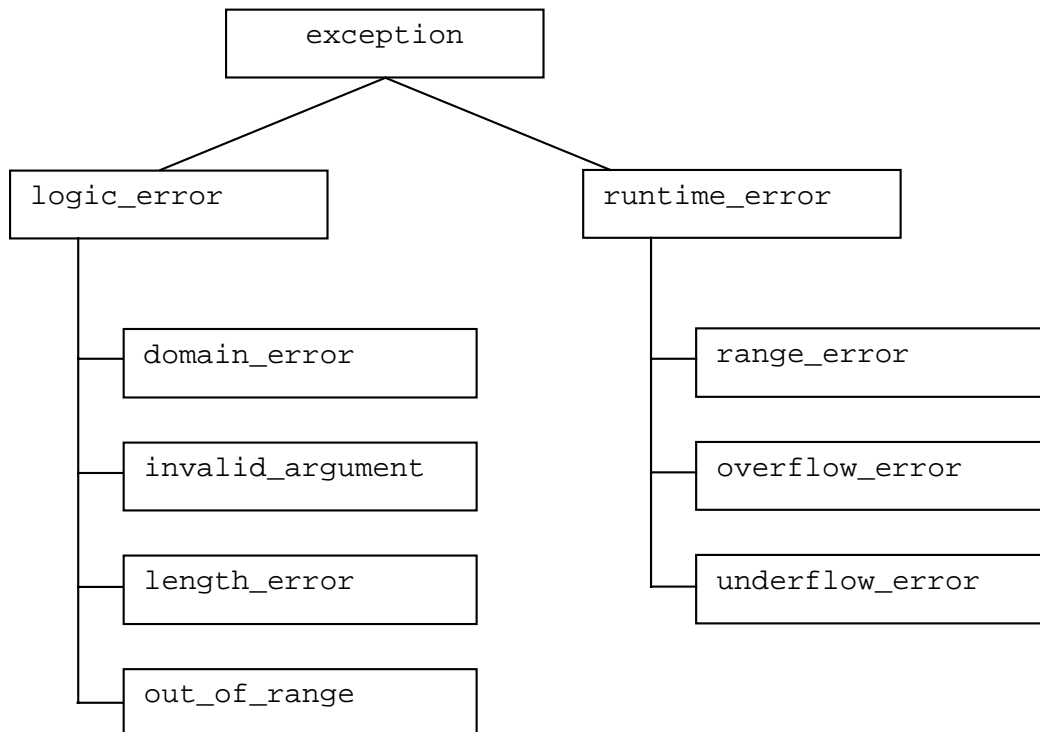 exception
logic_error
runtime_error
domain_error
range_error
invalid_argument
overflow_error
length_error
underflow_error
out_of_range